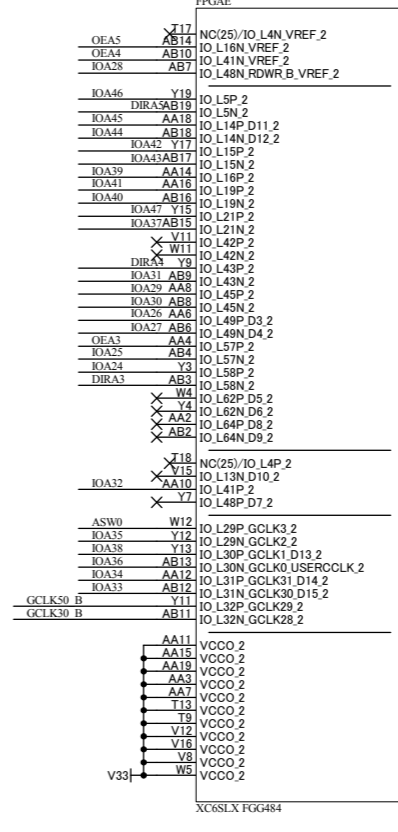 FPGAE
T17 NC(25)/IO_L4N_VREF_2
OEA5 AB14 IO_L16N_VREF_2
OEA4 AB10 IO_L41N_VREF_2
IOA28 AB7 IO_L48N_RDWR_B_VREF_2
IOA46 Y19 IO_L5P_2
DIRA5 AB19 IO_L5N_2
IOA45 AA18 IO_L14P_D11_2
IOA44 AB18 IO_L14N_D12_2
IOA42 Y17 IO_L15P_2
IOA43 AB17 IO_L15N_2
IOA39 AA14 IO_L16P_2
IOA41 AA16 IO_L19P_2
IOA40 AB16 IO_L19N_2
IOA47 Y15 IO_L21P_2
IOA37 AB15 IO_L21N_2
V11 IO_L42P_2
W11 IO_L42N_2
DIRA4 Y9 IO_L43P_2
IOA31 AB9 IO_L43N_2
IOA29 AA8 IO_L45P_2
IOA30 AB8 IO_L45N_2
IOA26 AA6 IO_L49P_D3_2
IOA27 AB6 IO_L49N_D4_2
OEA3 AA4 IO_L57P_2
IOA25 AB4 IO_L57N_2
IOA24 Y3 IO_L58P_2
DIRA3 AB3 IO_L58N_2
W4 IO_L62P_D5_2
Y4 IO_L62N_D6_2
AA2 IO_L64P_D8_2
AB2 IO_L64N_D9_2
T18 NC(25)/IO_L4P_2
V15 IO_L13N_D10_2
IOA32 AA10 IO_L41P_2
Y7 IO_L48P_D7_2
ASW0 W12 IO_L29P_GCLK3_2
IOA35 Y12 IO_L29N_GCLK2_2
IOA38 Y13 IO_L30P_GCLK1_D13_2
IOA36 AB13 IO_L30N_GCLK0_USERCCLK_2
IOA34 AA12 IO_L31P_GCLK31_D14_2
IOA33 AB12 IO_L31N_GCLK30_D15_2
GCLK50_B Y11 IO_L32P_GCLK29_2
GCLK30_B AB11 IO_L32N_GCLK28_2
AA11 VCCO_2
AA15 VCCO_2
AA19 VCCO_2
AA3 VCCO_2
AA7 VCCO_2
T13 VCCO_2
T9 VCCO_2
V12 VCCO_2
V16 VCCO_2
V8 VCCO_2
V33 W5 VCCO_2
XC6SLX FGG484